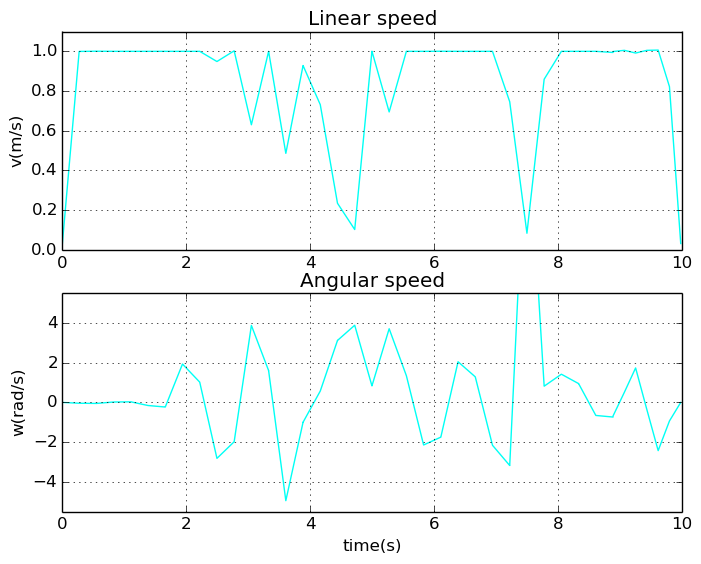 Linear speed
1.0
0.8
0.6
0.4
0.2
0.0
v(m/s)
0 2 4 6 8 10
Angular speed
4
2
0
−2
−4
w(rad/s)
0 2 4 6 8 10
time(s)